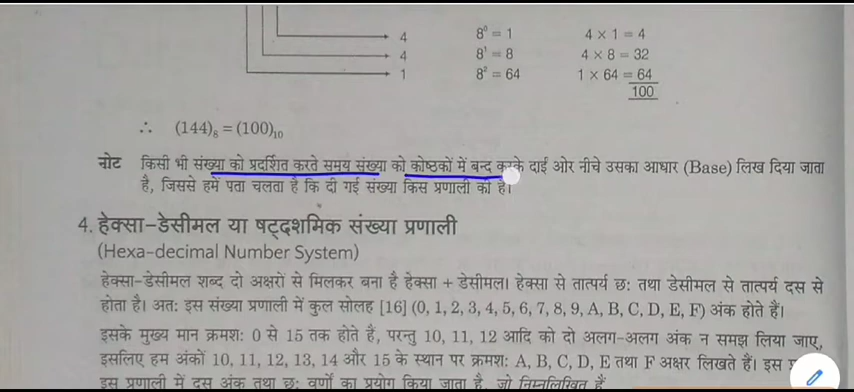 4 8⁰ = 1 4 × 1 = 4
4 8¹ = 8 4 × 8 = 32
1 8² = 64 1 × 64 = 64
100
∴ (144)₈ = (100)₁₀
नोट किसी भी संख्या को प्रदर्शित करते समय संख्या को कोष्ठकों में बन्द करके दाईं ओर नीचे उसका आधार (Base) लिख दिया जाता
है, जिससे हमें पता चलता है कि दी गई संख्या किस प्रणाली की है।
4. हेक्सा-डेसीमल या षट्दशमिक संख्या प्रणाली
(Hexa-decimal Number System)
हेक्सा-डेसीमल शब्द दो अक्षरों से मिलकर बना है हेक्सा + डेसीमल। हेक्सा से तात्पर्य छ: तथा डेसीमल से तात्पर्य दस से
होता है। अत: इस संख्या प्रणाली में कुल सोलह [16] (0, 1, 2, 3, 4, 5, 6, 7, 8, 9, A, B, C, D, E, F) अंक होते हैं।
इसके मुख्य मान क्रमश: 0 से 15 तक होते हैं, परन्तु 10, 11, 12 आदि को दो अलग-अलग अंक न समझ लिया जाए,
इसलिए हम अंकों 10, 11, 12, 13, 14 और 15 के स्थान पर क्रमश: A, B, C, D, E तथा F अक्षर लिखते हैं। इस
इस प्रणाली में दस अंक तथा छ: वर्णों का प्रयोग किया जाता है, जो निम्नलिखित हैं